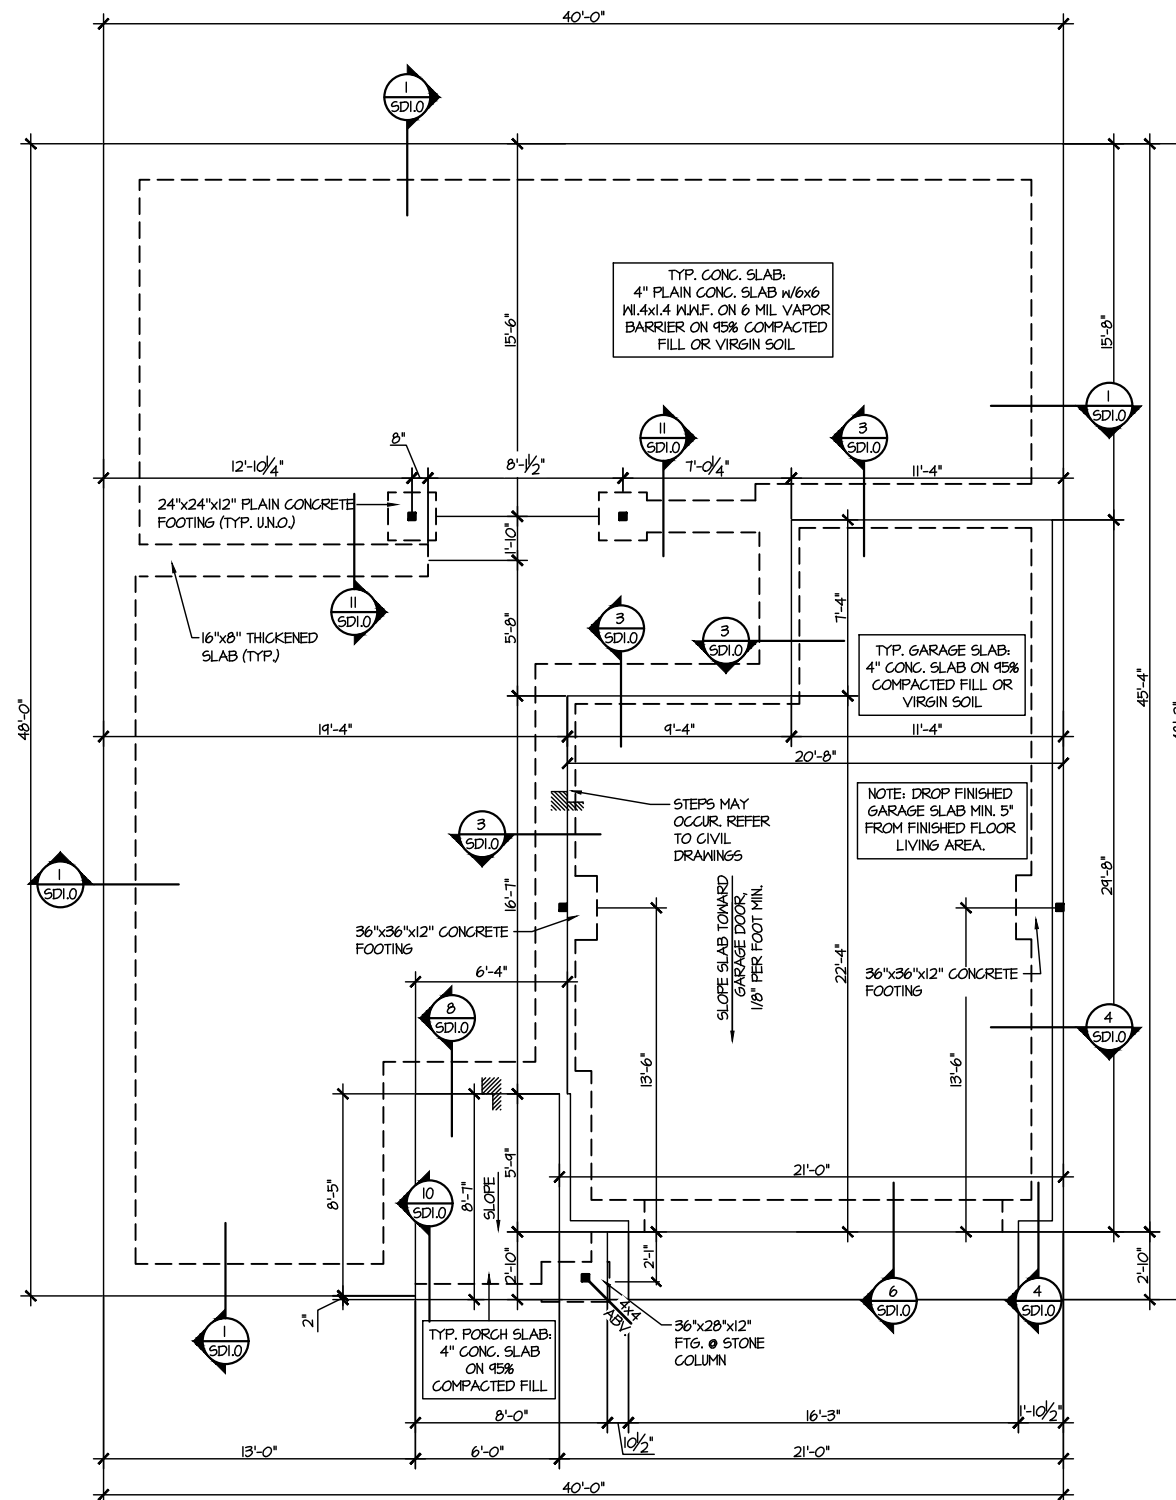 40'-0"
1
SD1.0
TYP. CONC. SLAB:
4" PLAIN CONC. SLAB W/6x6
W1.4x1.4 W.W.F. ON 6 MIL VAPOR
BARRIER ON 95% COMPACTED
FILL OR VIRGIN SOIL
15'-6"
15'-8"
1
SD1.0
11
SD1.0
3
SD1.0
8"
12'-10 1/4"
8'-1 1/2"
7'-0 1/4"
11'-4"
24"x24"x12" PLAIN CONCRETE
FOOTING (TYP. U.N.O.)
1'-10"
11
SD1.0
16"x8" THICKENED
SLAB (TYP.)
5'-8"
3
SD1.0
3
SD1.0
7'-4"
TYP. GARAGE SLAB:
4" CONC. SLAB ON 95%
COMPACTED FILL OR
VIRGIN SOIL
45'-4"
48'-0"
19'-4"
9'-4"
11'-4"
20'-8"
STEPS MAY
OCCUR. REFER
TO CIVIL
DRAWINGS
NOTE: DROP FINISHED
GARAGE SLAB MIN. 5"
FROM FINISHED FLOOR
LIVING AREA.
3
SD1.0
1
SD1.0
16'-7"
29'-8"
36"x36"x12" CONCRETE
FOOTING
SLOPE SLAB TOWARD
GARAGE DOOR,
1/8" PER FOOT MIN.
22'-4"
36"x36"x12" CONCRETE
FOOTING
6'-4"
8
SD1.0
4
SD1.0
13'-6"
13'-6"
8'-5"
10
SD1.0
8'-7"
SLOPE
5'-9"
21'-0"
2'-10"
2'-1"
2'-10"
2"
1
SD1.0
4x4
ABV.
6
SD1.0
4
SD1.0
36"x28"x12"
FTG. @ STONE
COLUMN
TYP. PORCH SLAB:
4" CONC. SLAB
ON 95%
COMPACTED FILL
8'-0"
10 1/2"
16'-3"
1'-10 1/2"
13'-0"
6'-0"
21'-0"
40'-0"